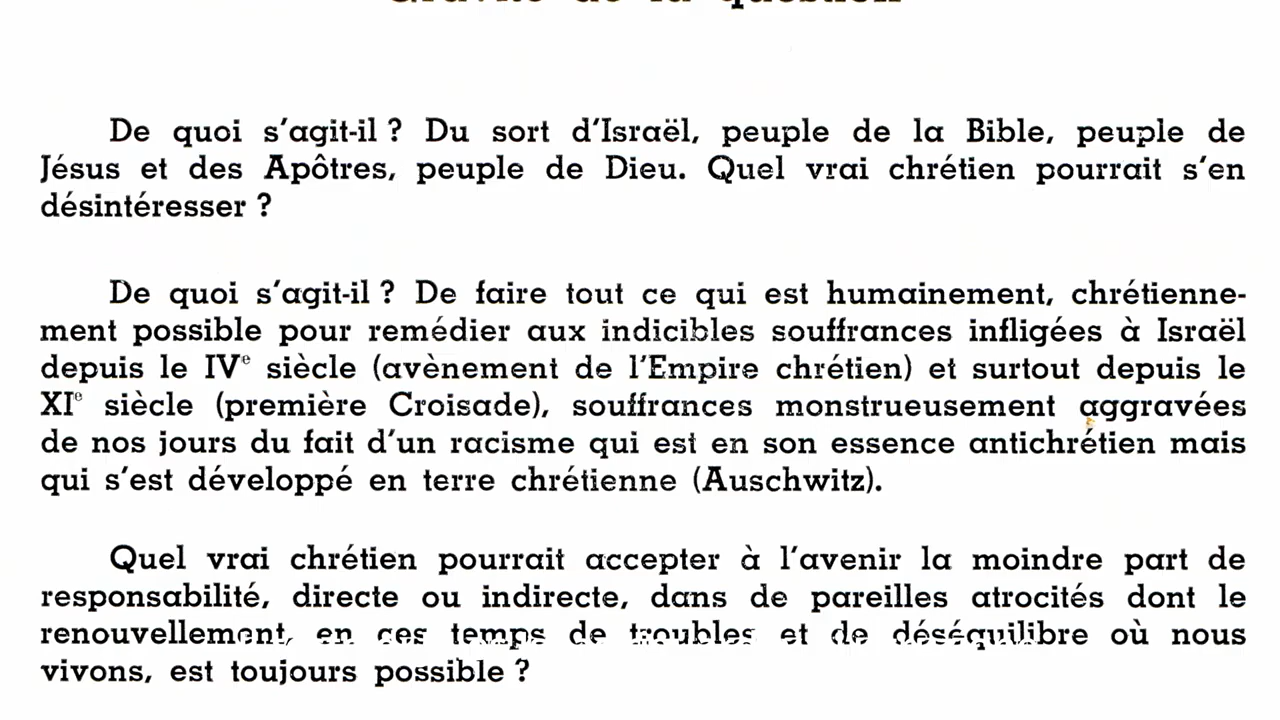 Gravité de la question
De quoi s'agit-il ? Du sort d'Israël, peuple de la Bible, peuple de
Jésus et des Apôtres, peuple de Dieu. Quel vrai chrétien pourrait s'en
désintéresser ?
De quoi s'agit-il ? De faire tout ce qui est humainement, chrétienne-
ment possible pour remédier aux indicibles souffrances infligées à Israël
depuis le IVe siècle (avènement de l'Empire chrétien) et surtout depuis le
XIe siècle (première Croisade), souffrances monstrueusement aggravées
de nos jours du fait d'un racisme qui est en son essence antichrétien mais
qui s'est développé en terre chrétienne (Auschwitz).
Quel vrai chrétien pourrait accepter à l'avenir la moindre part de
responsabilité, directe ou indirecte, dans de pareilles atrocités dont le
renouvellement, en ces temps de troubles et de déséquilibre où nous
vivons, est toujours possible ?